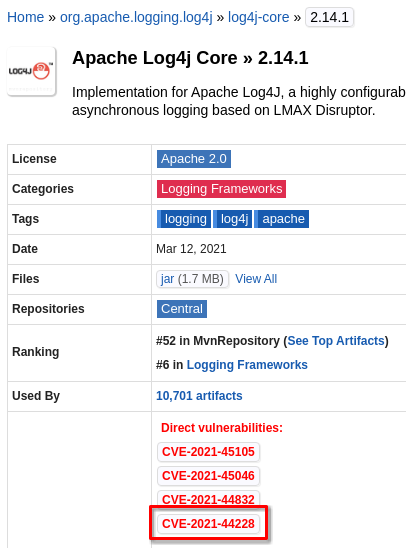 Home » org.apache.logging.log4j » log4j-core » 2.14.1
LOG4J™
Apache Log4j Core » 2.14.1
Implementation for Apache Log4J, a highly configurab
asynchronous logging based on LMAX Disruptor.
License Apache 2.0
Categories Logging Frameworks
Tags logging log4j apache
Date Mar 12, 2021
Files jar (1.7 MB) View All
Repositories Central
Ranking #52 in MvnRepository (See Top Artifacts)
#6 in Logging Frameworks
Used By 10,701 artifacts
Direct vulnerabilities:
CVE-2021-45105
CVE-2021-45046
CVE-2021-44832
CVE-2021-44228